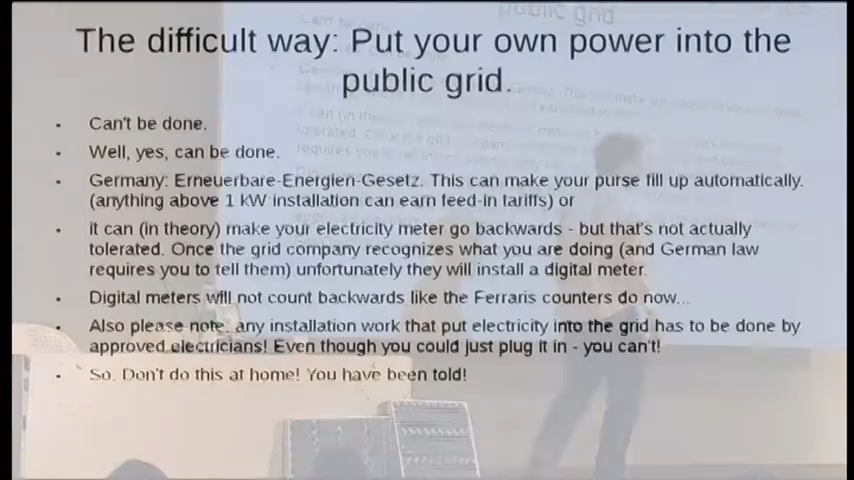 The difficult way: Put your own power into the
public grid.
Can't be done.
Well, yes, can be done.
Germany: Erneuerbare-Energien-Gesetz. This can make your purse fill up automatically.
(anything above 1 kW installation can earn feed-in tariffs) or
it can (in theory) make your electricity meter go backwards - but that's not actually
tolerated. Once the grid company recognizes what you are doing (and German law
requires you to tell them) unfortunately they will install a digital meter.
Digital meters will not count backwards like the Ferraris counters do now...
Also please note: any installation work that put electricity into the grid has to be done by
approved electricians! Even though you could just plug it in - you can't!
So. Don't do this at home! You have been told!
public grid